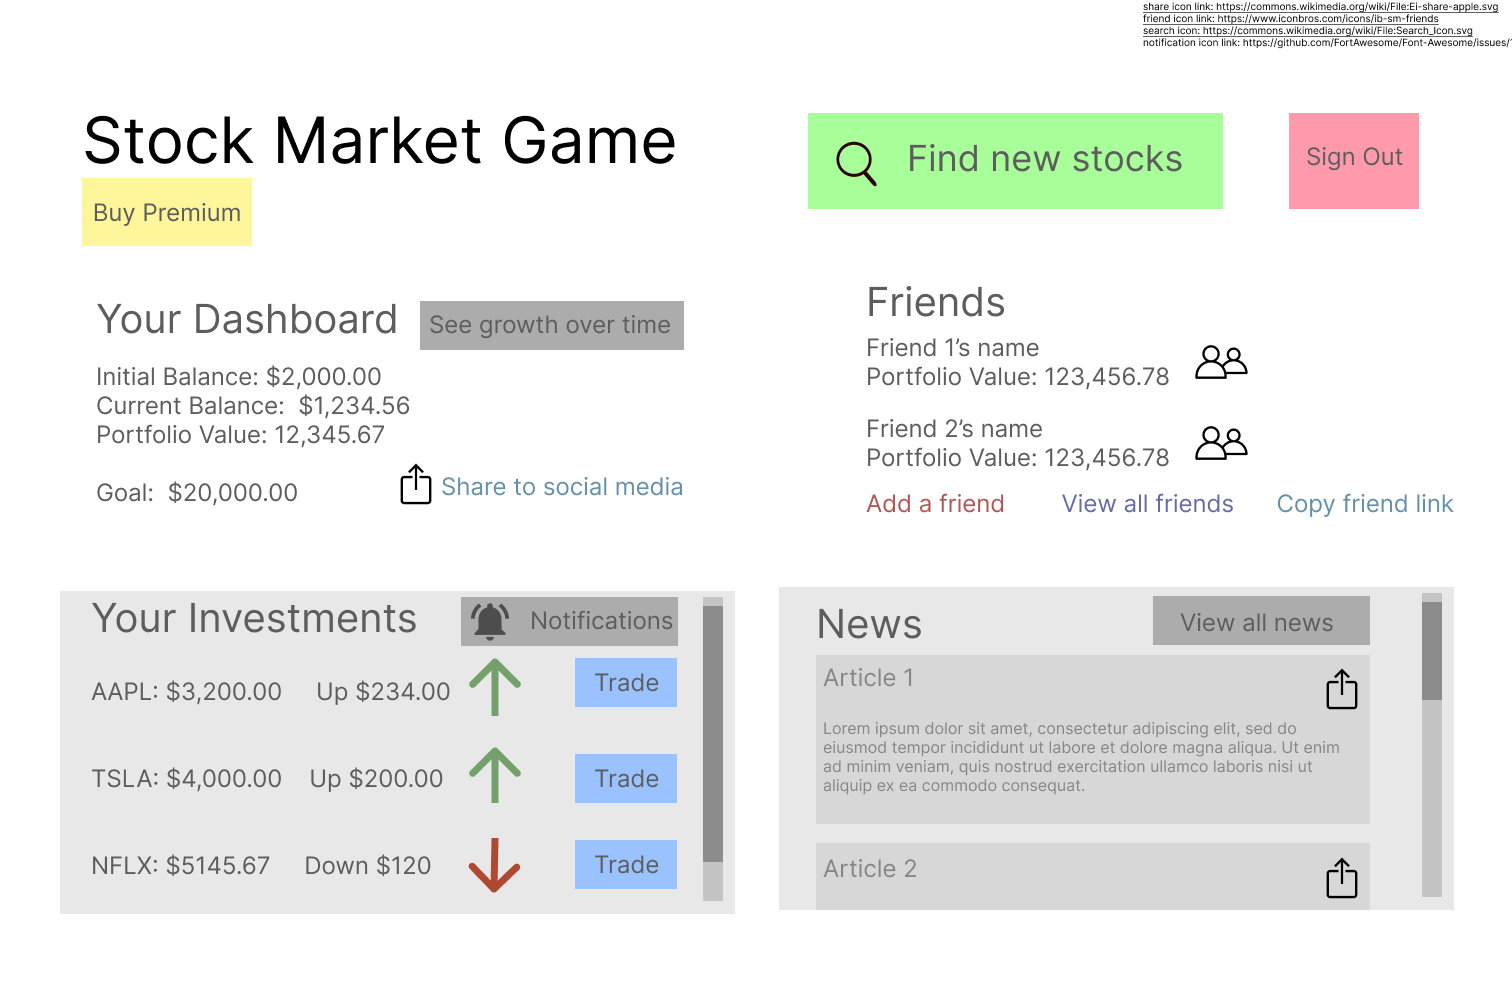 share icon link: https://commons.wikimedia.org/wiki/File:Ei-share-apple.svg
friend icon link: https://www.iconbros.com/icons/ib-sm-friends
search icon: https://commons.wikimedia.org/wiki/File:Search_Icon.svg
notification icon link: https://github.com/FortAwesome/Font-Awesome/issues/
Stock Market Game
Find new stocks
Sign Out
Buy Premium
Your Dashboard
See growth over time
Initial Balance: $2,000.00
Current Balance:  $1,234.56
Portfolio Value: 12,345.67
Goal:  $20,000.00
Share to social media
Friends
Friend 1’s name
Portfolio Value: 123,456.78
Friend 2’s name
Portfolio Value: 123,456.78
Add a friend
View all friends
Copy friend link
Your Investments
Notifications
AAPL: $3,200.00
Up $234.00
Trade
TSLA: $4,000.00
Up $200.00
Trade
NFLX: $5145.67
Down $120
Trade
News
View all news
Article 1
Lorem ipsum dolor sit amet, consectetur adipiscing elit, sed do
eiusmod tempor incididunt ut labore et dolore magna aliqua. Ut enim
ad minim veniam, quis nostrud exercitation ullamco laboris nisi ut
aliquip ex ea commodo consequat.
Article 2